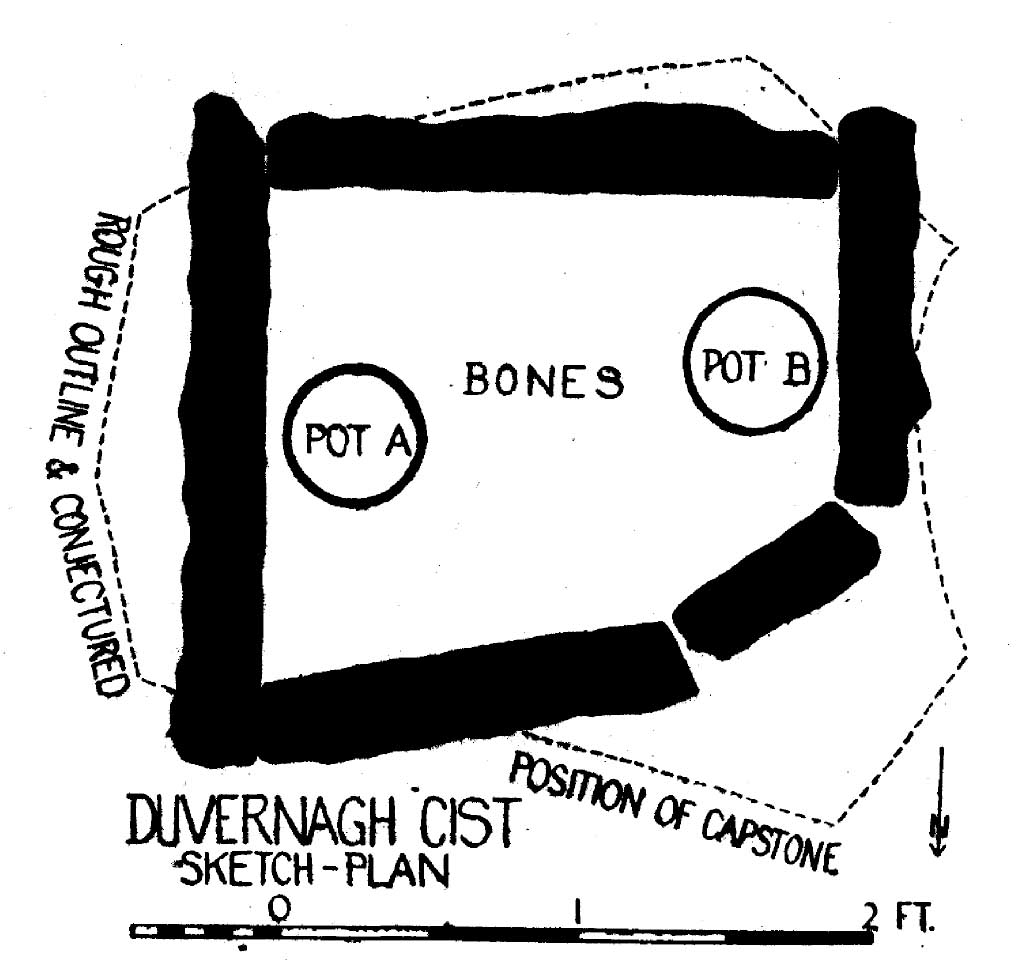 ROUGH OUTLINE & CONJECTURED
BONES
POT A
POT B
POSITION OF CAPSTONE
DUVERNAGH CIST
SKETCH-PLAN
0 1 2 FT.
N